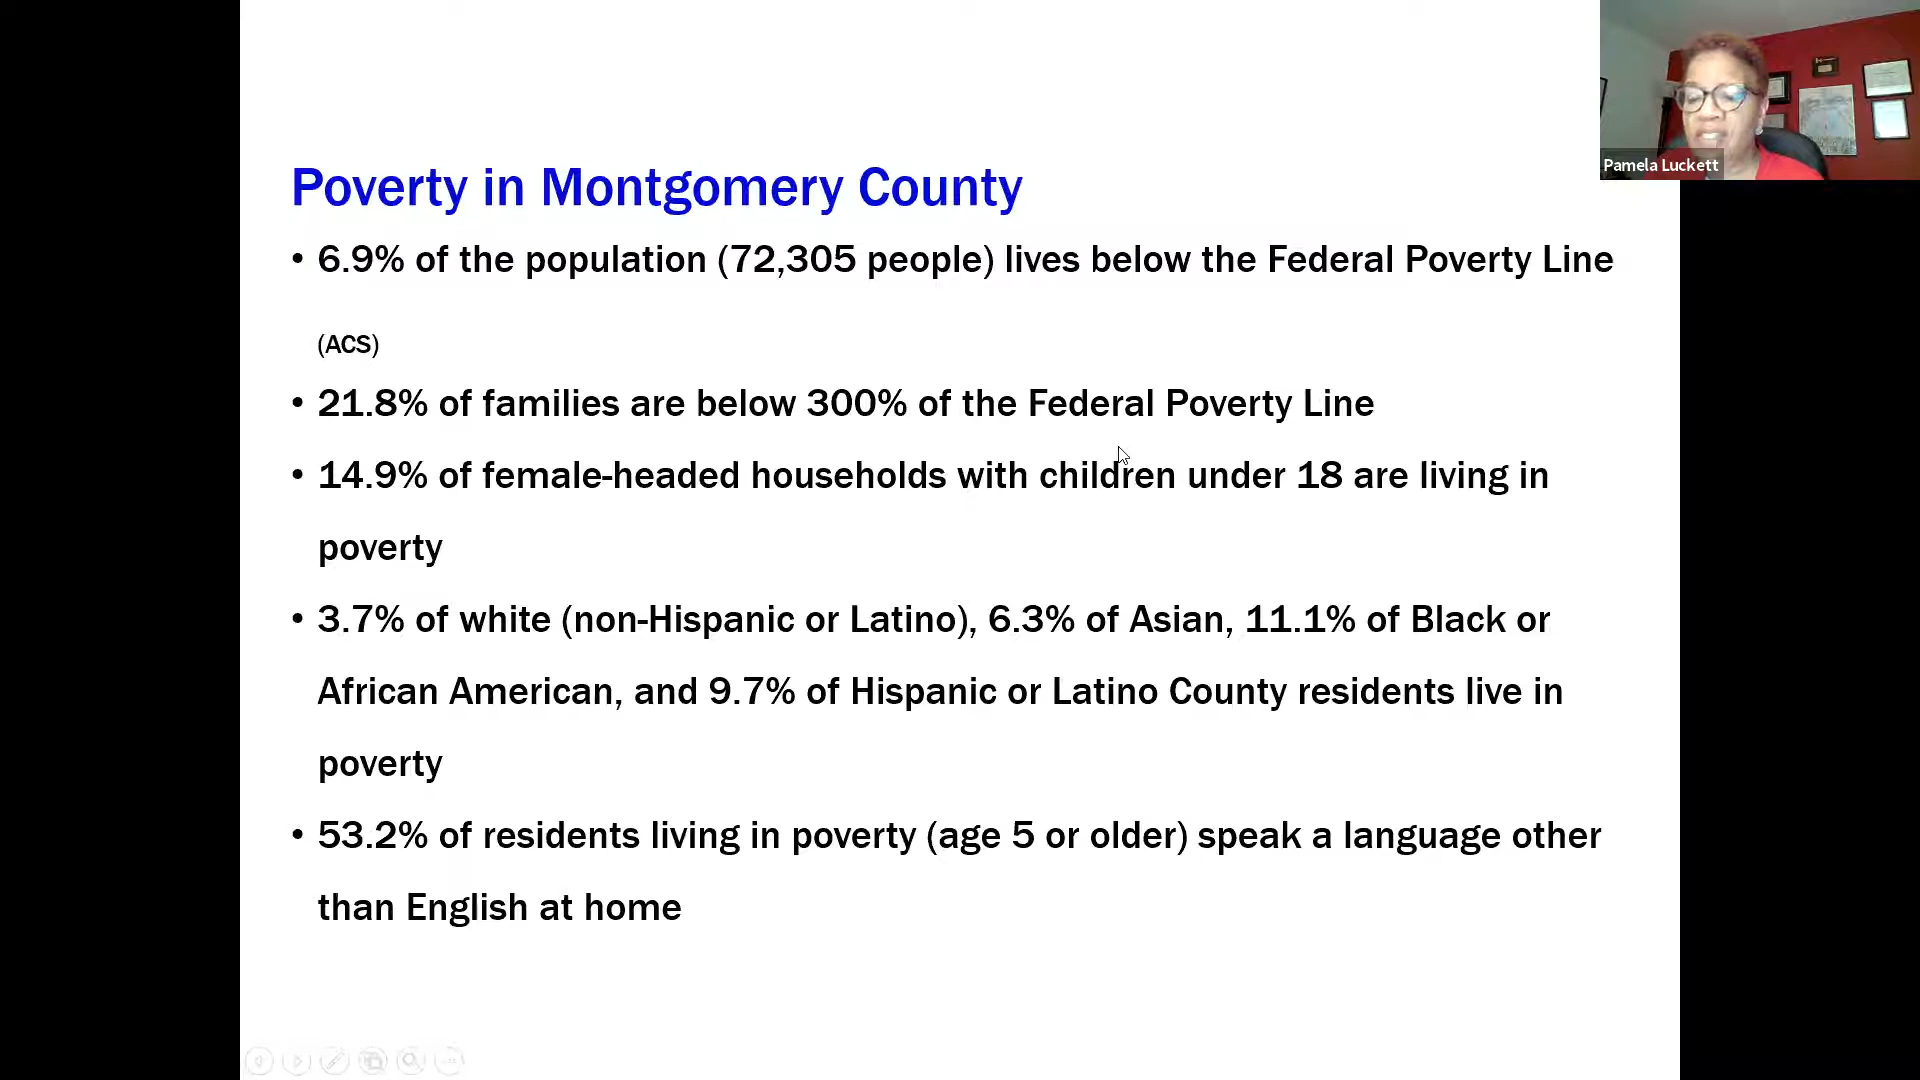 Pamela Luckett
Poverty in Montgomery County
• 6.9% of the population (72,305 people) lives below the Federal Poverty Line
(ACS)
• 21.8% of families are below 300% of the Federal Poverty Line
• 14.9% of female-headed households with children under 18 are living in
poverty
• 3.7% of white (non-Hispanic or Latino), 6.3% of Asian, 11.1% of Black or
African American, and 9.7% of Hispanic or Latino County residents live in
poverty
• 53.2% of residents living in poverty (age 5 or older) speak a language other
than English at home